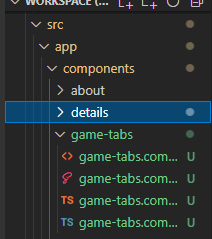 WORKSPACE (...
src
app
components
about
details
game-tabs
game-tabs.com... U
game-tabs.com... U
TS game-tabs.com... U
TS game-tabs.com... U